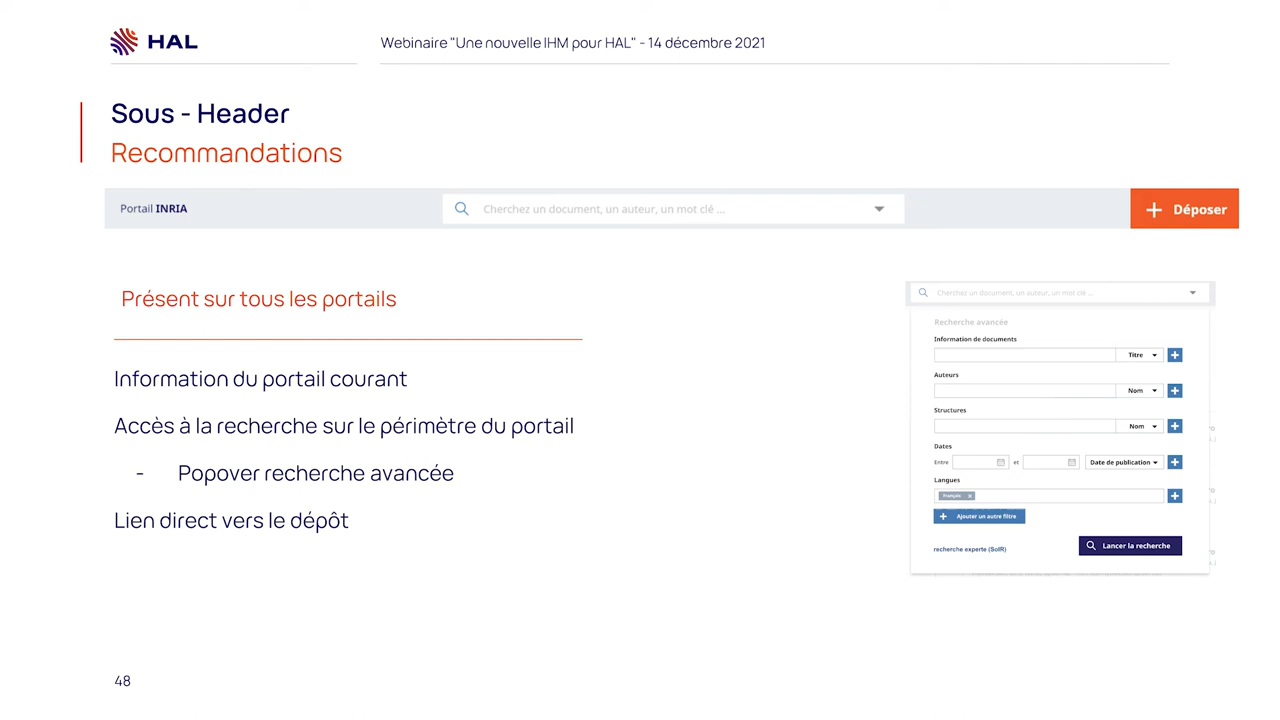 HAL
Webinaire "Une nouvelle IHM pour HAL" - 14 décembre 2021
Sous - Header
Recommandations
Portail INRIA
Cherchez un document, un auteur, un mot clé ...
+ Déposer
Présent sur tous les portails
Information du portail courant
Accès à la recherche sur le périmètre du portail
- Popover recherche avancée
Lien direct vers le dépôt
Cherchez un document, un auteur, un mot clé ...
Recherche avancée
Information de documents
Titre
Auteurs
Nom
Structures
Nom
Dates
Entre et Date de publication
Langues
Français x
+ Ajouter un autre filtre
recherche experte (SolR)
Lancer la recherche
48